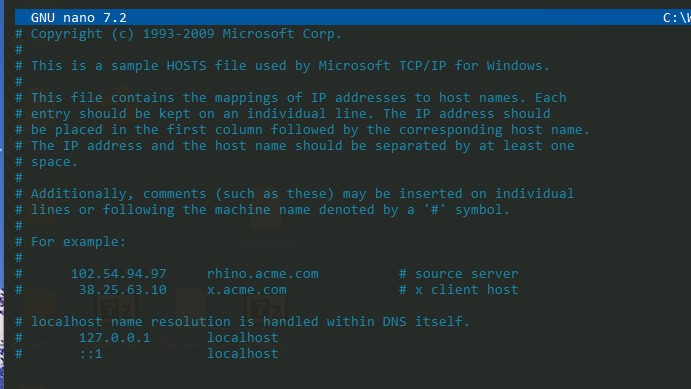 GNU nano 7.2 C:\W
# Copyright (c) 1993-2009 Microsoft Corp.
#
# This is a sample HOSTS file used by Microsoft TCP/IP for Windows.
#
# This file contains the mappings of IP addresses to host names. Each
# entry should be kept on an individual line. The IP address should
# be placed in the first column followed by the corresponding host name.
# The IP address and the host name should be separated by at least one
# space.
#
# Additionally, comments (such as these) may be inserted on individual
# lines or following the machine name denoted by a '#' symbol.
#
# For example:
#
#       102.54.94.97     rhino.acme.com          # source server
#        38.25.63.10     x.acme.com              # x client host

# localhost name resolution is handled within DNS itself.
#        127.0.0.1       localhost
#        ::1             localhost